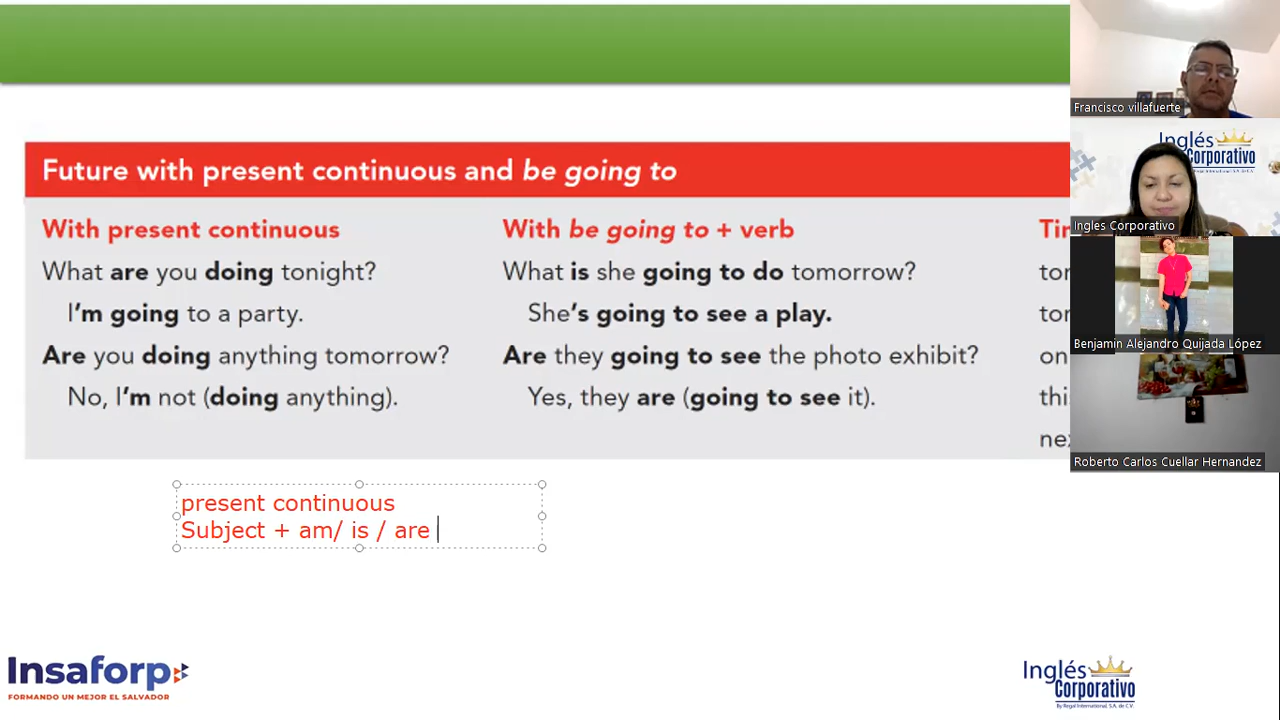 Future with present continuous and be going to
With present continuous
What are you doing tonight?
I'm going to a party.
Are you doing anything tomorrow?
No, I'm not (doing anything).
With be going to + verb
What is she going to do tomorrow?
She's going to see a play.
Are they going to see the photo exhibit?
Yes, they are (going to see it).
present continuous
Subject + am/ is / are
Insaforp
FORMANDO UN MEJOR EL SALVADOR
Inglés
Corporativo
By Regal International, S.A. de C.V.
Francisco villafuerte
Inglés
Corporativo
Ingles Corporativo
Benjamin Alejandro Quijada López
Roberto Carlos Cuellar Hernandez